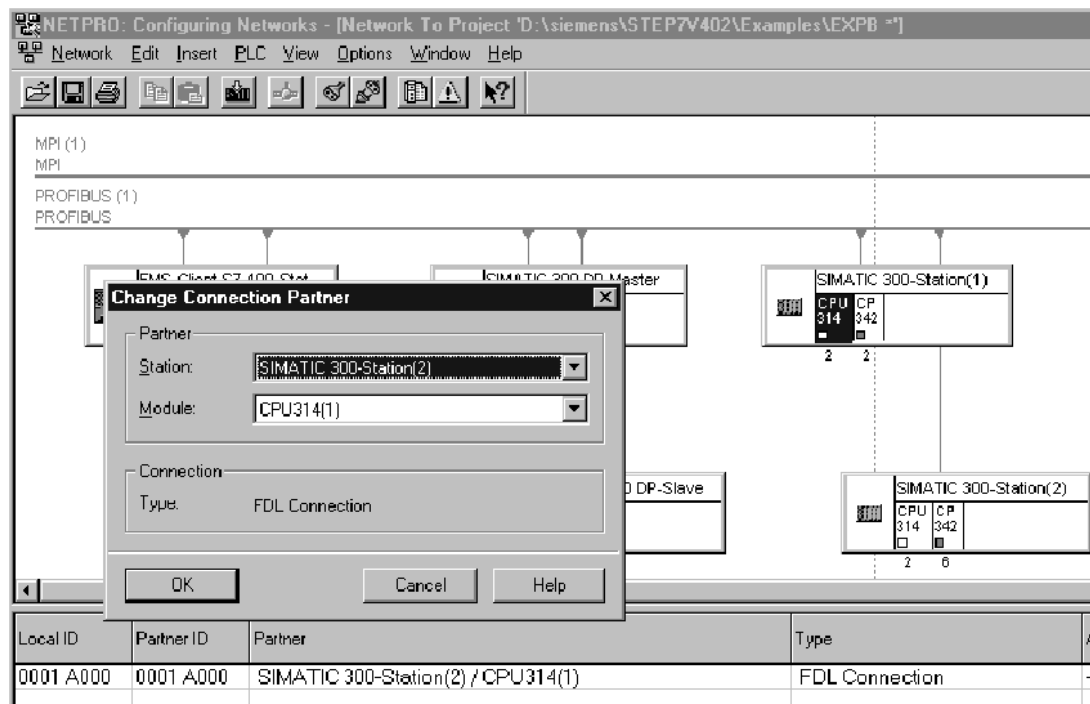 NETPRO: Configuring Networks - [Network To Project 'D:\siemens\STEP7V402\Examples\EXPB *']
Network Edit Insert PLC View Options Window Help
MPI (1)
MPI
PROFIBUS (1)
PROFIBUS
SIMATIC 300 DP-Master
SIMATIC 300-Station(1)
CPU 314
CP 342
2 2
Change Connection Partner
Partner
Station: SIMATIC 300-Station(2)
Module: CPU314(1)
Connection
Type: FDL Connection
OK Cancel Help
DP-Slave
SIMATIC 300-Station(2)
CPU 314
CP 342
2 6
Local ID Partner ID Partner Type
0001 A000 0001 A000 SIMATIC 300-Station(2) / CPU314(1) FDL Connection